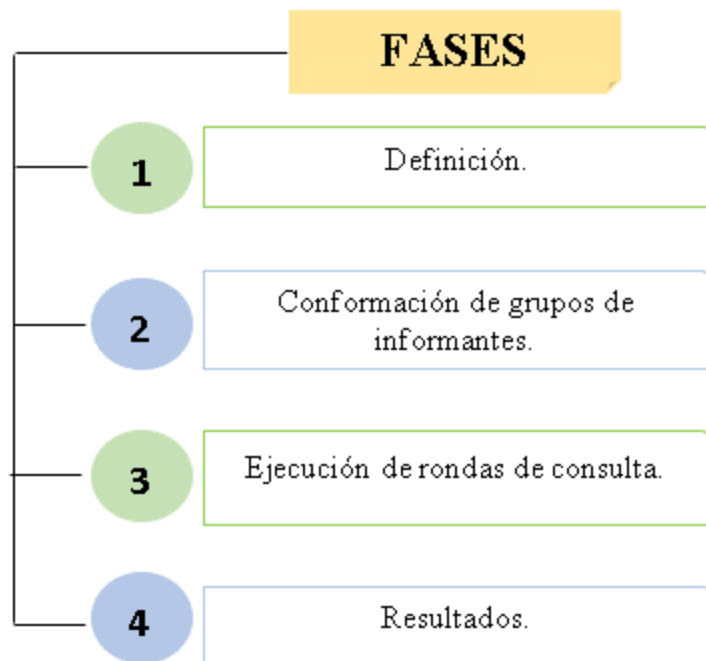 FASES
1
Definición.
2
Conformación de grupos de
informantes.
3
Ejecución de rondas de consulta.
4
Resultados.